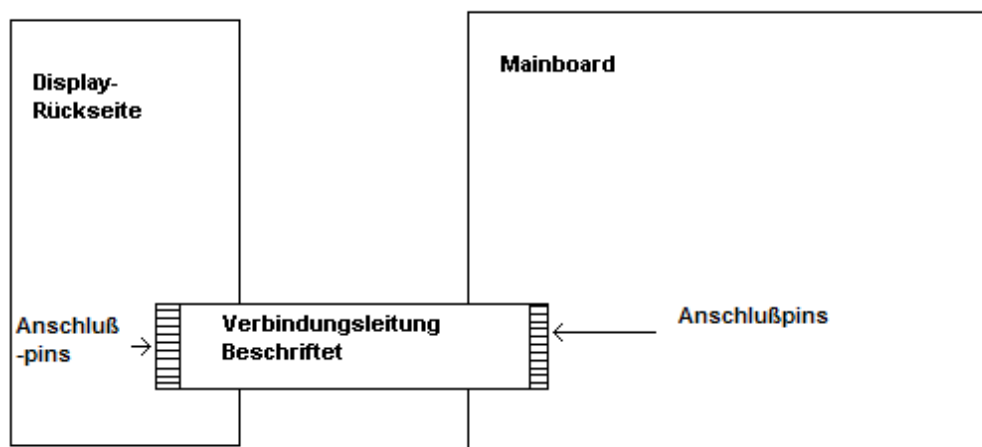 Display-
Rückseite
Mainboard
Anschluß
-pins
Verbindungsleitung
Beschriftet
Anschlußpins